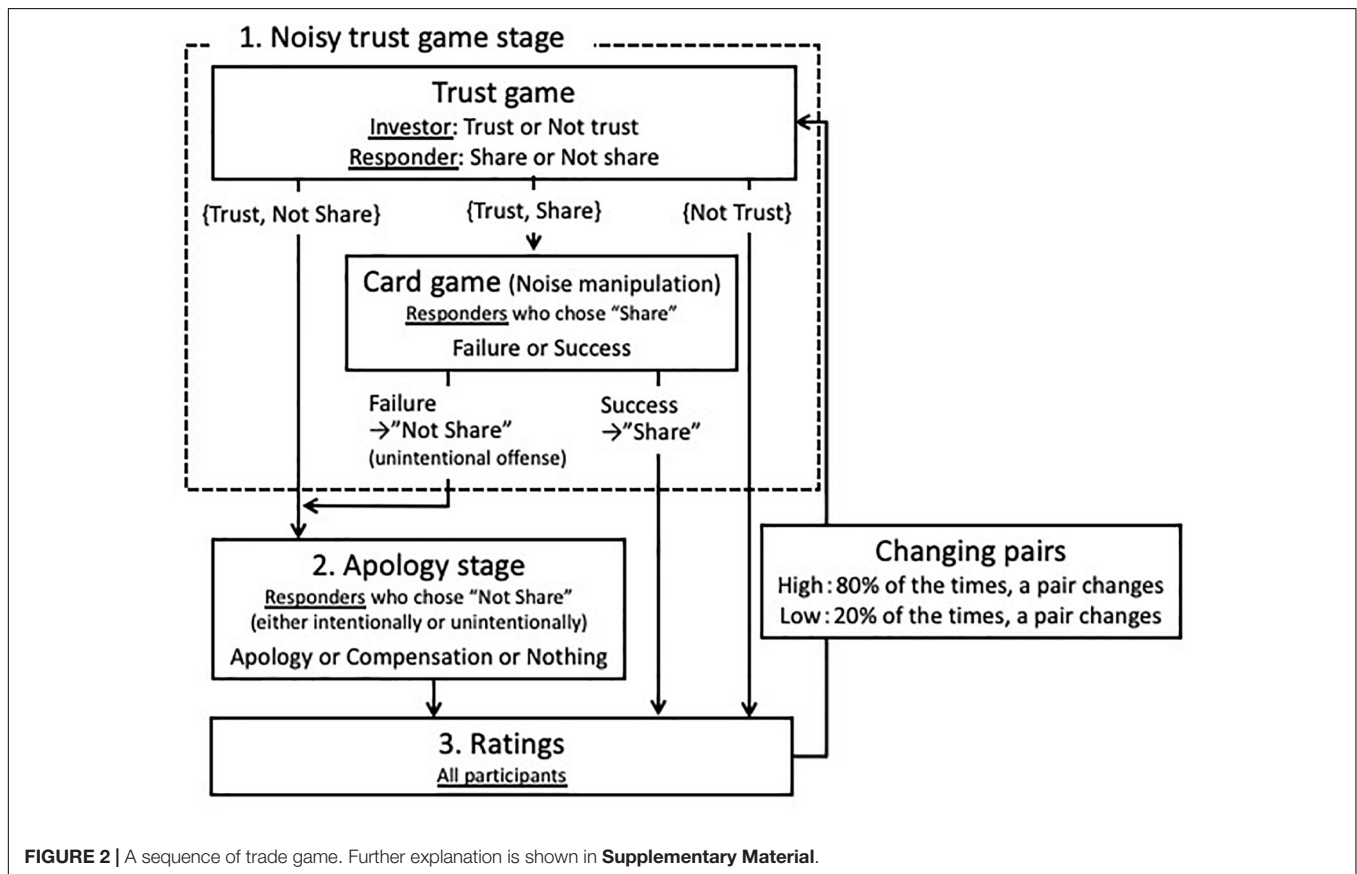 1. Noisy trust game stage
Trust game
Investor: Trust or Not trust
Responder: Share or Not share
{Trust, Not Share}
{Trust, Share}
{Not Trust}
Card game (Noise manipulation)
Responders who chose “Share”
Failure or Success
Failure
→”Not Share”
(unintentional offense)
Success
→”Share”
2. Apology stage
Responders who chose “Not Share”
(either intentionally or unintentionally)
Apology or Compensation or Nothing
Changing pairs
High : 80% of the times, a pair changes
Low : 20% of the times, a pair changes
3. Ratings
All participants
FIGURE 2 | A sequence of trade game. Further explanation is shown in Supplementary Material.